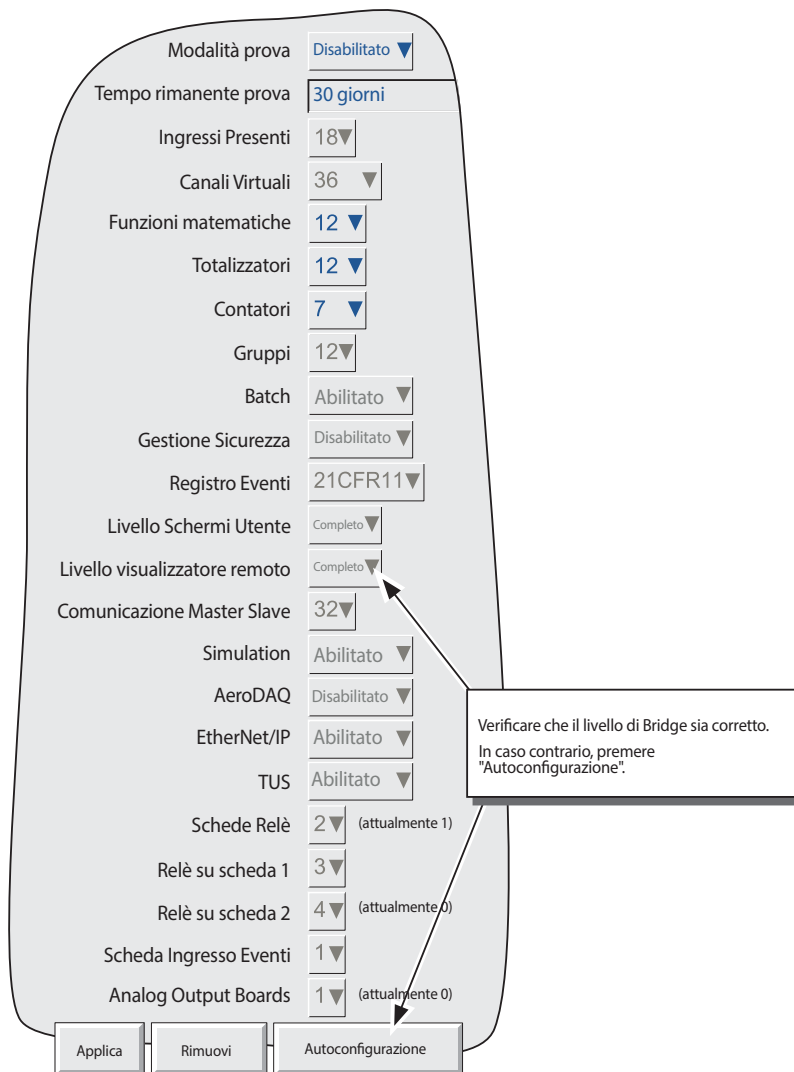 Modalità prova Disabilitato
Tempo rimanente prova 30 giorni
Ingressi Presenti 18
Canali Virtuali 36
Funzioni matematiche 12
Totalizzatori 12
Contatori 7
Gruppi 12
Batch Abilitato
Gestione Sicurezza Disabilitato
Registro Eventi 21CFR11
Livello Schermi Utente Completo
Livello visualizzatore remoto Completo
Comunicazione Master Slave 32
Simulation Abilitato
AeroDAQ Disabilitato
EtherNet/IP Abilitato
TUS Abilitato
Schede Relè 2 (attualmente 1)
Relè su scheda 1 3
Relè su scheda 2 4 (attualmente 0)
Scheda Ingresso Eventi 1
Analog Output Boards 1 (attualmente 0)
Applica Rimuovi Autoconfigurazione
Verificare che il livello di Bridge sia corretto.
In caso contrario, premere
"Autoconfigurazione".